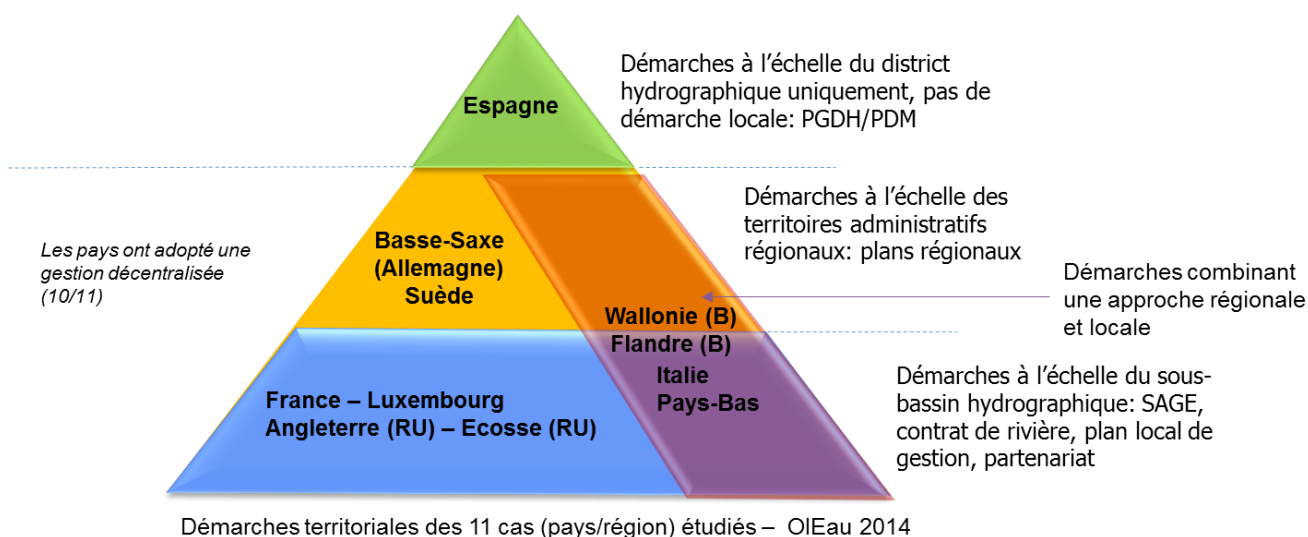 Espagne
Démarches à l’échelle du district
hydrographique uniquement, pas de
démarche locale: PGDH/PDM
Les pays ont adopté une
gestion décentralisée
(10/11)
Basse-Saxe
(Allemagne)
Suède
Démarches à l’échelle des
territoires administratifs
régionaux: plans régionaux
Démarches combinant
une approche régionale
et locale
Wallonie (B)
Flandre (B)
Italie
Pays-Bas
France – Luxembourg
Angleterre (RU) – Ecosse (RU)
Démarches à l’échelle du sous-
bassin hydrographique: SAGE,
contrat de rivière, plan local de
gestion, partenariat
Démarches territoriales des 11 cas (pays/région) étudiés – OIEau 2014